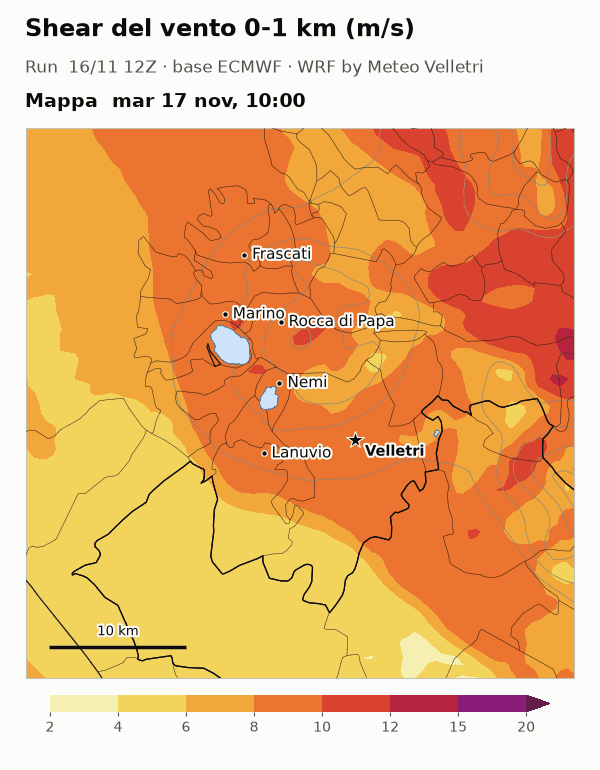 Shear del vento 0-1 km (m/s)
Run 16/11 12Z · base ECMWF · WRF by Meteo Velletri
Mappa mar 17 nov, 10:00
Frascati
Marino
Rocca di Papa
Nemi
Velletri
Lanuvio
10 km
2 4 6 8 10 12 15 20